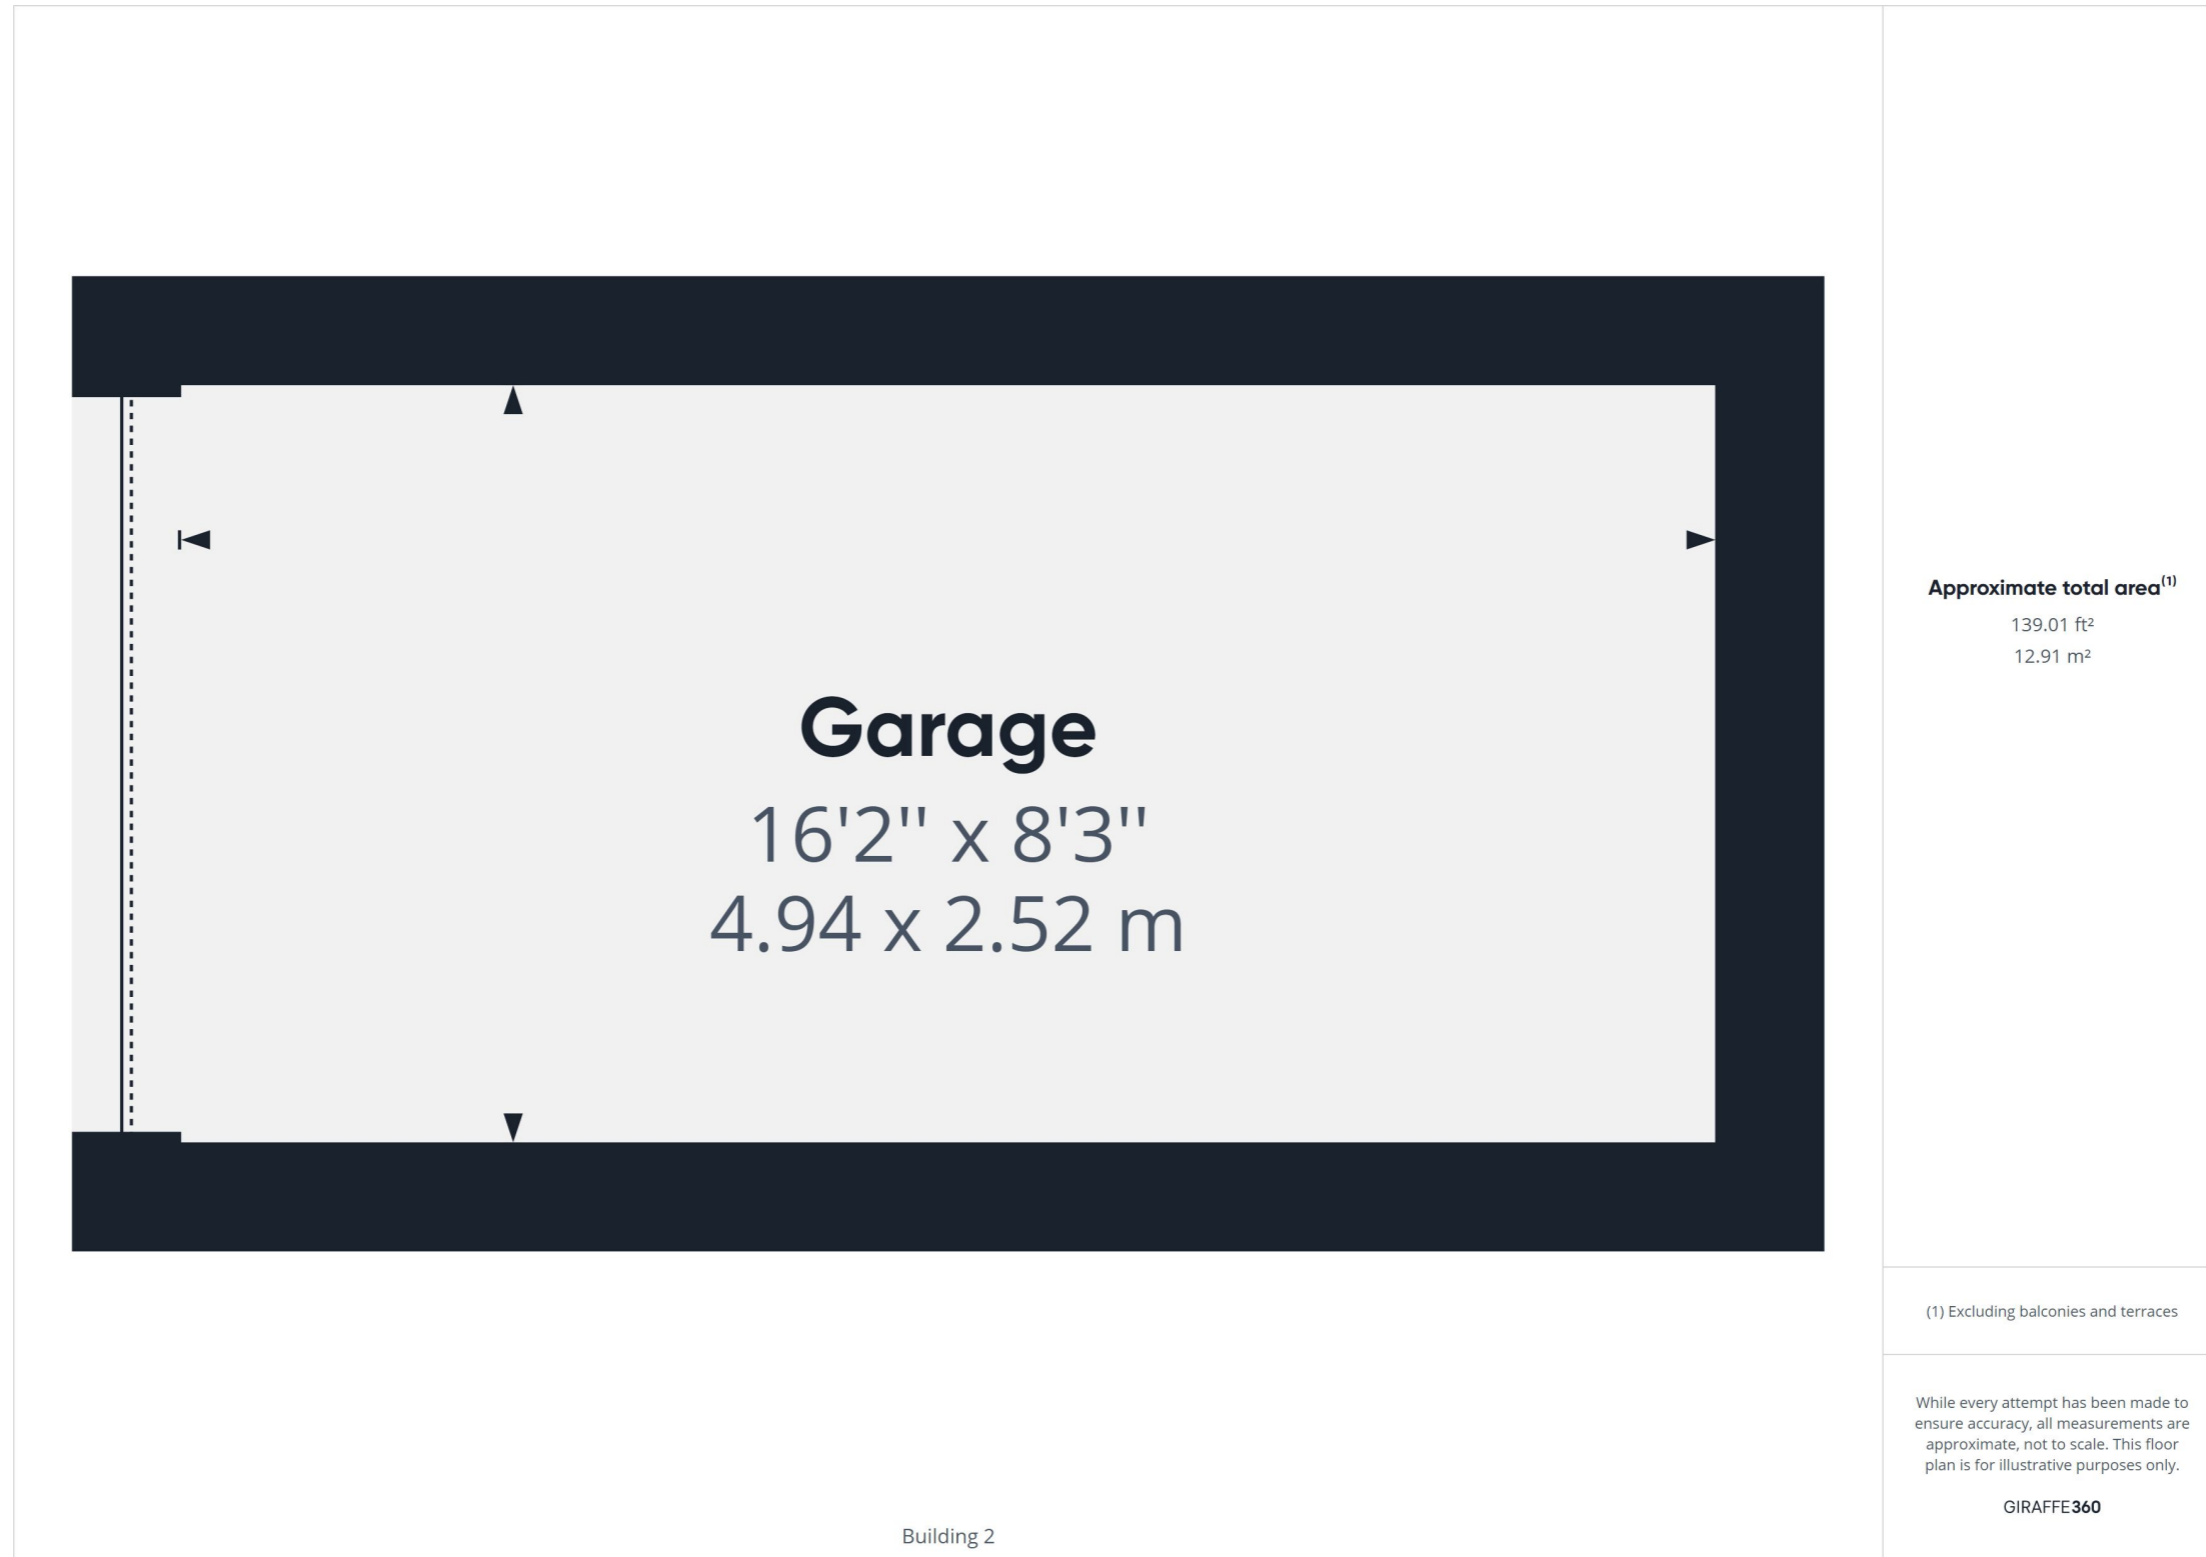 Garage
16'2'' x 8'3''
4.94 x 2.52 m
Building 2
Approximate total area⁽¹⁾
139.01 ft²
12.91 m²
(1) Excluding balconies and terraces
While every attempt has been made to
ensure accuracy, all measurements are
approximate, not to scale. This floor
plan is for illustrative purposes only.
GIRAFFE360